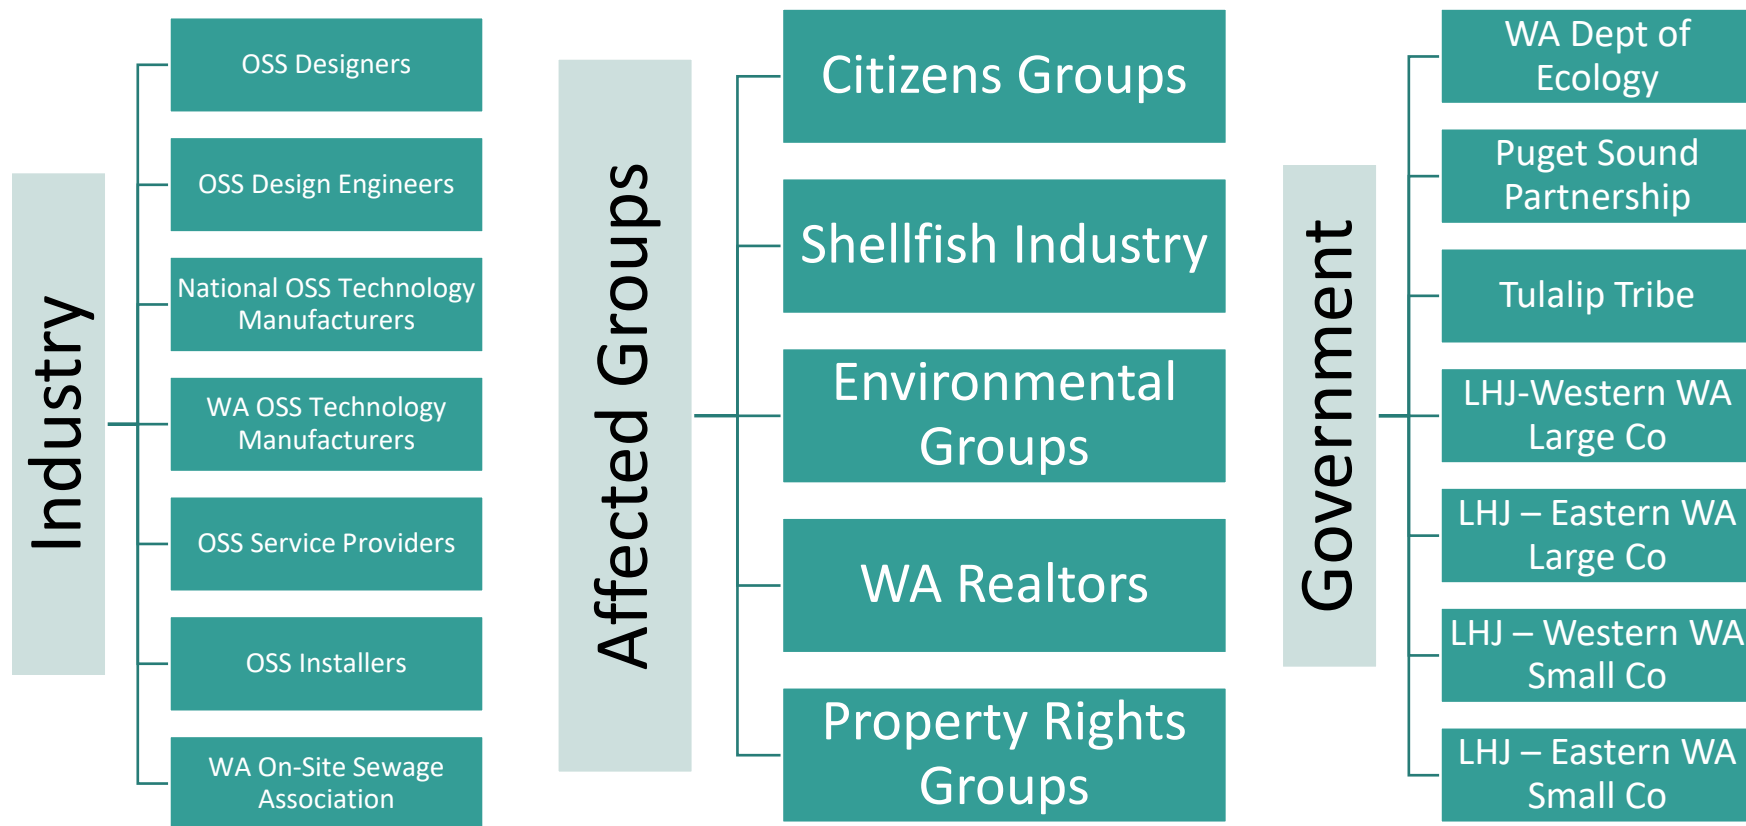 Industry
OSS Designers
OSS Design Engineers
National OSS Technology
Manufacturers
WA OSS Technology
Manufacturers
OSS Service Providers
OSS Installers
WA On-Site Sewage
Association
Affected Groups
Citizens Groups
Shellfish Industry
Environmental
Groups
WA Realtors
Property Rights
Groups
Government
WA Dept of
Ecology
Puget Sound
Partnership
Tulalip Tribe
LHJ-Western WA
Large Co
LHJ – Eastern WA
Large Co
LHJ – Western WA
Small Co
LHJ – Eastern WA
Small Co